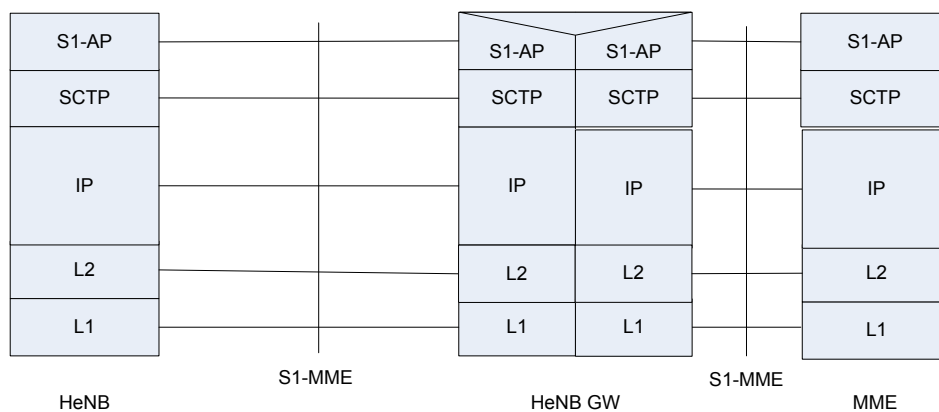 S1-AP S1-AP S1-AP S1-AP
SCTP SCTP SCTP SCTP
IP IP IP IP
L2 L2 L2 L2
L1 L1 L1 L1
S1-MME S1-MME
HeNB HeNB GW MME